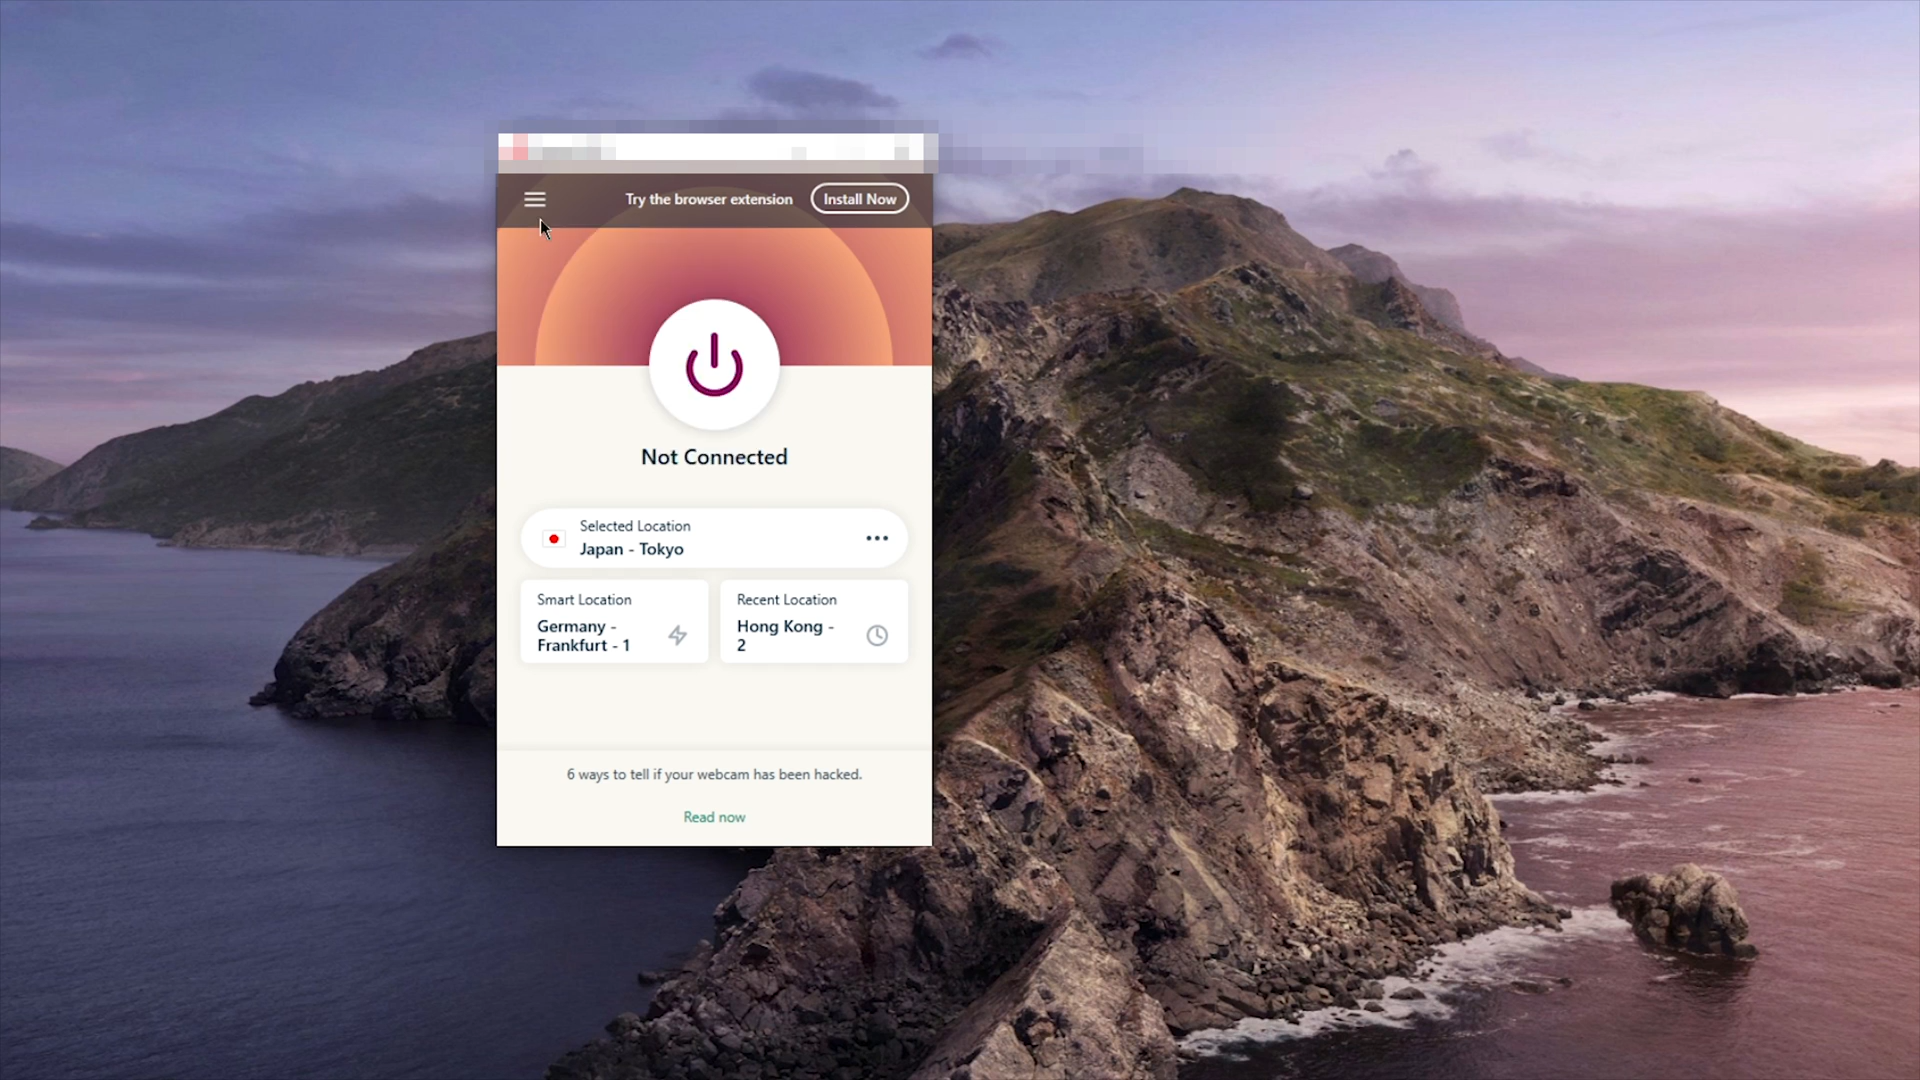 Try the browser extension
Install Now
Not Connected
Selected Location
Japan - Tokyo
Smart Location
Germany -
Frankfurt - 1
Recent Location
Hong Kong -
2
6 ways to tell if your webcam has been hacked.
Read now